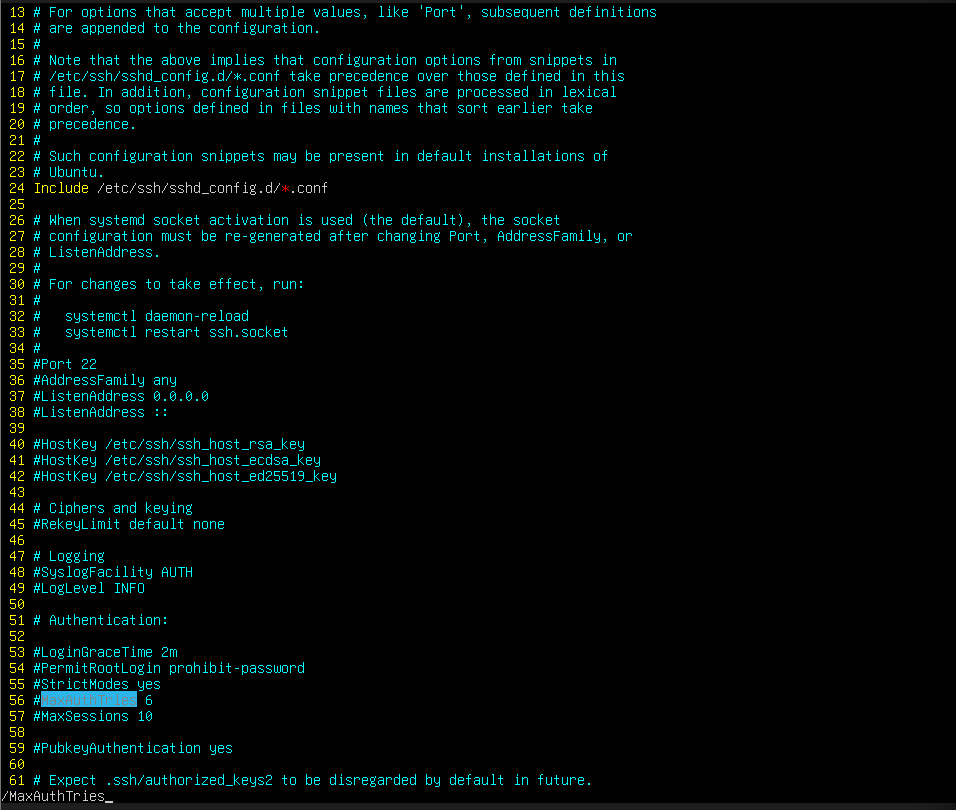 13 # For options that accept multiple values, like 'Port', subsequent definitions
14 # are appended to the configuration.
15 #
16 # Note that the above implies that configuration options from snippets in
17 # /etc/ssh/sshd_config.d/*.conf take precedence over those defined in this
18 # file. In addition, configuration snippet files are processed in lexical
19 # order, so options defined in files with names that sort earlier take
20 # precedence.
21 #
22 # Such configuration snippets may be present in default installations of
23 # Ubuntu.
24 Include /etc/ssh/sshd_config.d/*.conf
25
26 # When systemd socket activation is used (the default), the socket
27 # configuration must be re-generated after changing Port, AddressFamily, or
28 # ListenAddress.
29 #
30 # For changes to take effect, run:
31 #
32 #   systemctl daemon-reload
33 #   systemctl restart ssh.socket
34 #
35 #Port 22
36 #AddressFamily any
37 #ListenAddress 0.0.0.0
38 #ListenAddress ::
39
40 #HostKey /etc/ssh/ssh_host_rsa_key
41 #HostKey /etc/ssh/ssh_host_ecdsa_key
42 #HostKey /etc/ssh/ssh_host_ed25519_key
43
44 # Ciphers and keying
45 #RekeyLimit default none
46
47 # Logging
48 #SyslogFacility AUTH
49 #LogLevel INFO
50
51 # Authentication:
52
53 #LoginGraceTime 2m
54 #PermitRootLogin prohibit-password
55 #StrictModes yes
56 #MaxAuthTries 6
57 #MaxSessions 10
58
59 #PubkeyAuthentication yes
60
61 # Expect .ssh/authorized_keys2 to be disregarded by default in future.
/MaxAuthTries_